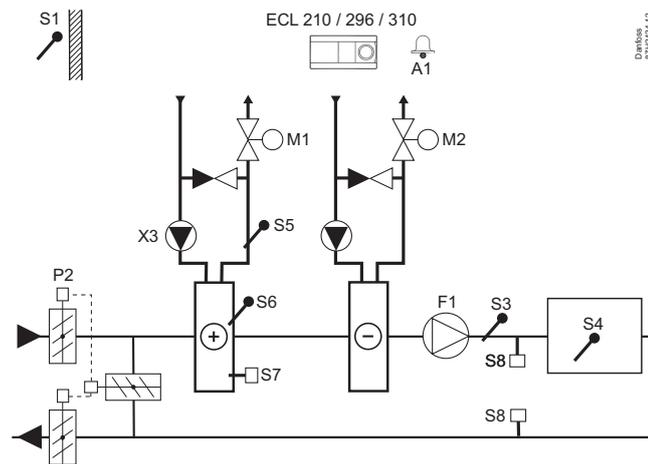 S1
ECL 210 / 296 / 310
A1
Danfoss
M1
M2
X3
S5
P2
S6
F1
S3
S4
S7
S8
S8